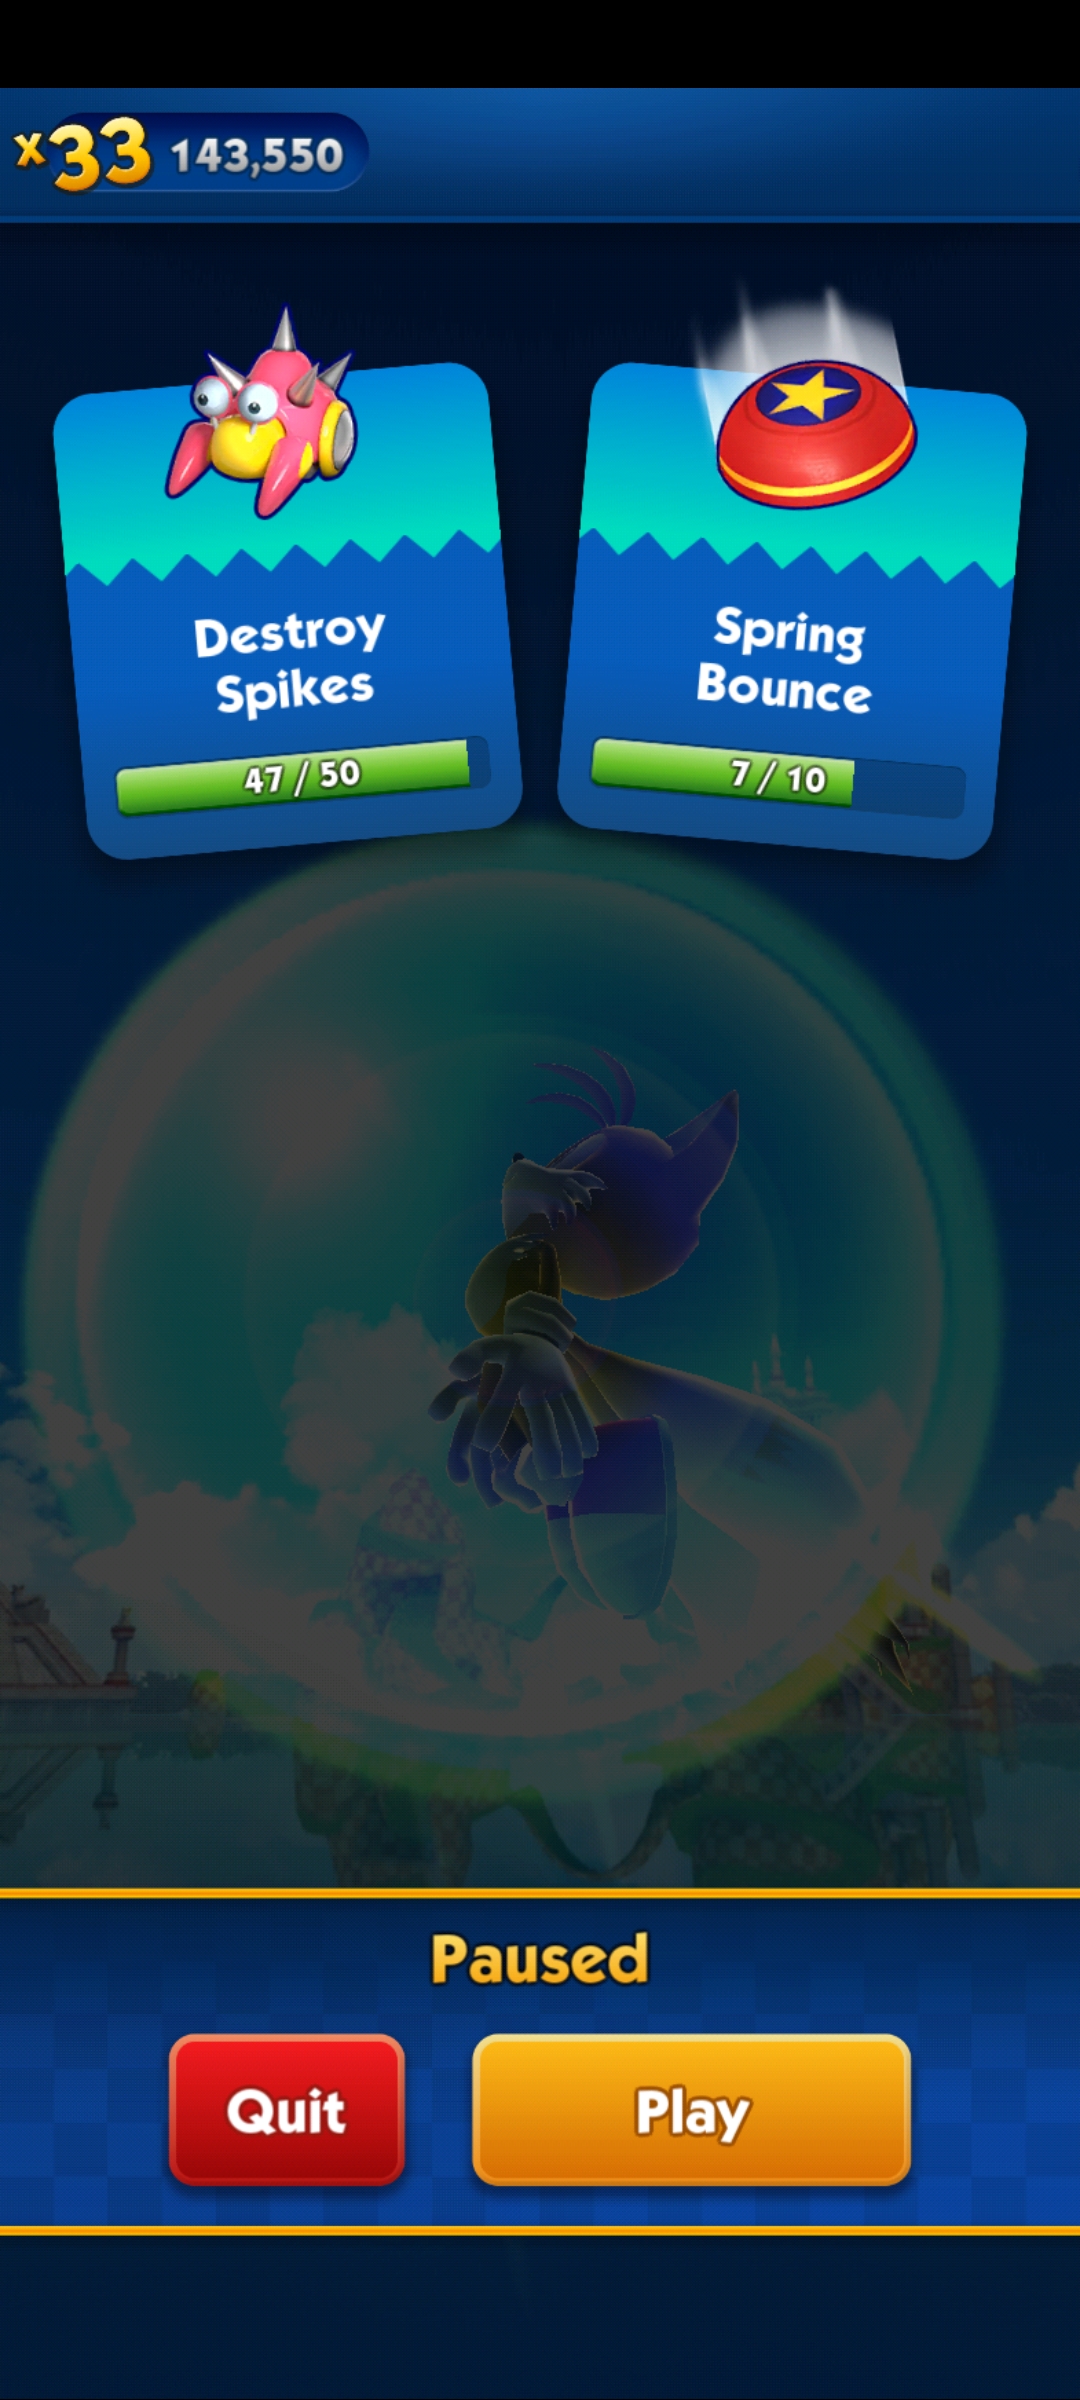 x33 143,550
Destroy
Spikes
47 / 50
Spring
Bounce
7 / 10
Paused
Quit
Play